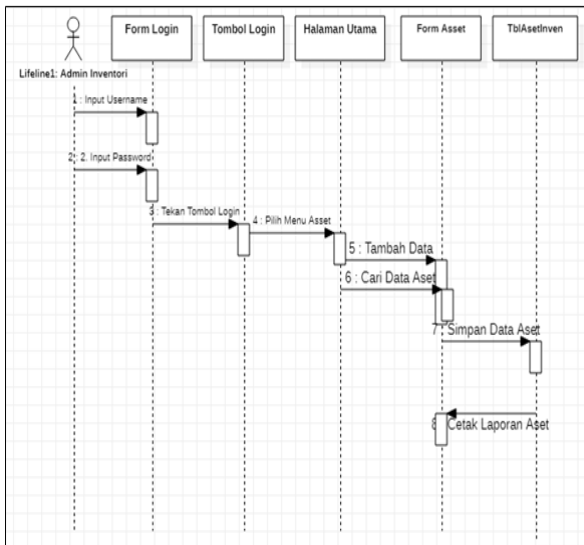 Form Login
Tombol Login
Halaman Utama
Form Asset
TblAsetInven
Lifeline1: Admin Inventori
1 : Input Username
2 : 2. Input Password
3 : Tekan Tombol Login
4 : Pilih Menu Asset
5 : Tambah Data
6 : Cari Data Aset
7 : Simpan Data Aset
8 : Cetak Laporan Aset